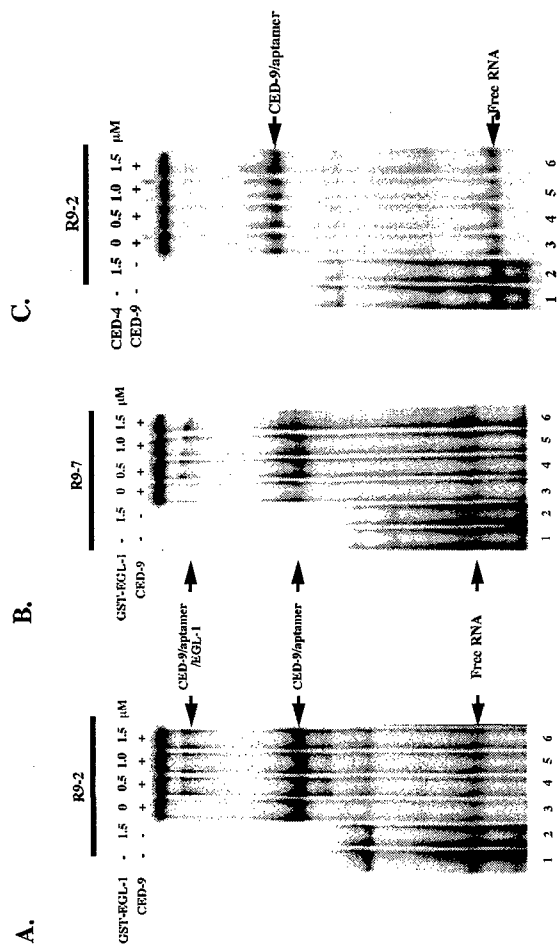 A.
R9-2
GST-EGL-1 - 1.5 0 0.5 1.0 1.5 μM
CED-9 - - + + + +
CED-9/aptamer
/EGL-1
CED-9/aptamer
Free RNA
1 2 3 4 5 6
B.
R9-7
GST-EGL-1 - 1.5 0 0.5 1.0 1.5 μM
CED-9 - - + + + +
1 2 3 4 5 6
C.
R9-2
CED-4 - 1.5 0 0.5 1.0 1.5 μM
CED-9 - - + + + +
CED-9/aptamer
Free RNA
1 2 3 4 5 6